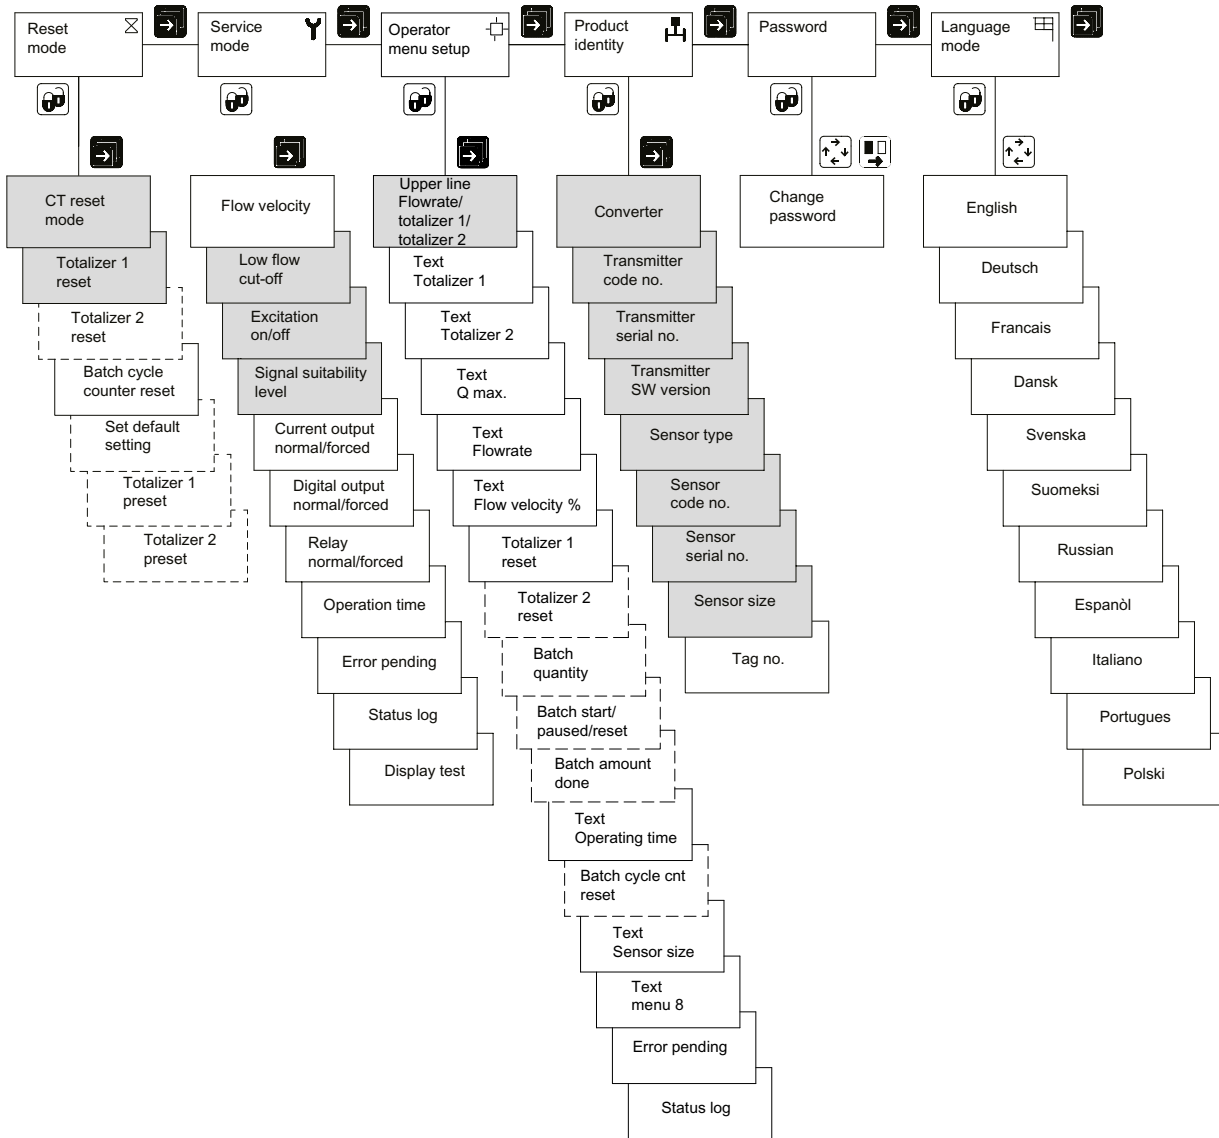 Reset
mode
Service
mode
Operator
menu setup
Product
identity
Password
Language
mode
CT reset
mode
Totalizer 1
reset
Totalizer 2
reset
Batch cycle
counter reset
Set default
setting
Totalizer 1
preset
Totalizer 2
preset
Flow velocity
Low flow
cut-off
Excitation
on/off
Signal suitability
level
Current output
normal/forced
Digital output
normal/forced
Relay
normal/forced
Operation time
Error pending
Status log
Display test
Upper line
Flowrate/
totalizer 1/
totalizer 2
Text
Totalizer 1
Text
Totalizer 2
Text
Q max.
Text
Flowrate
Text
Flow velocity %
Totalizer 1
reset
Totalizer 2
reset
Batch
quantity
Batch start/
paused/reset
Batch amount
done
Text
Operating time
Batch cycle cnt
reset
Text
Sensor size
Text
menu 8
Error pending
Status log
Converter
Transmitter
code no.
Transmitter
serial no.
Transmitter
SW version
Sensor type
Sensor
code no.
Sensor
serial no.
Sensor size
Tag no.
Change
password
English
Deutsch
Francais
Dansk
Svenska
Suomeksi
Russian
Espanòl
Italiano
Portugues
Polski